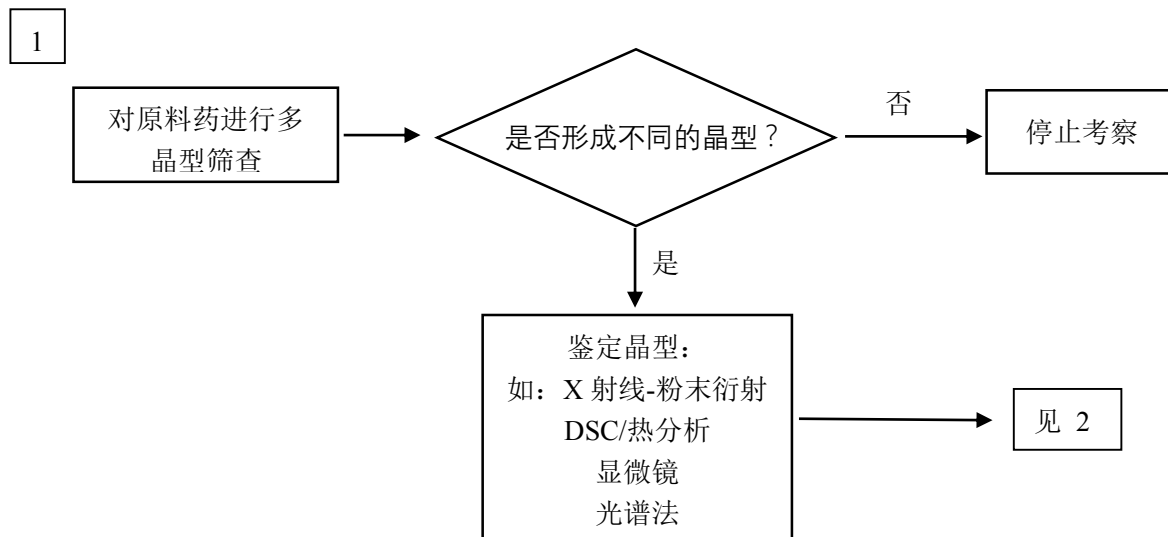 1
对原料药进行多
晶型筛查
是否形成不同的晶型？
否
停止考察
是
鉴定晶型：
如：X 射线-粉末衍射
DSC/热分析
显微镜
光谱法
见 2